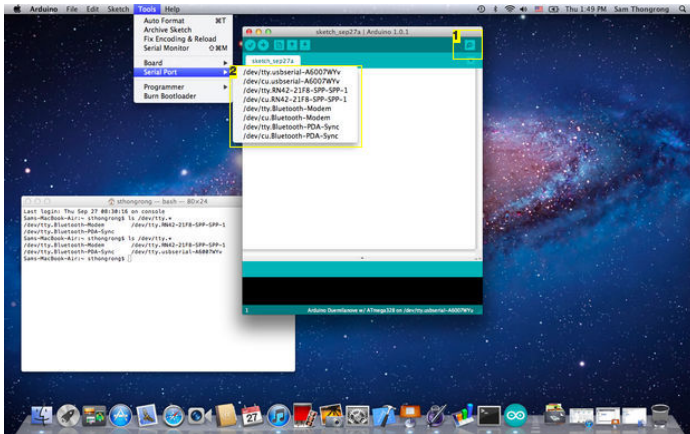 Arduino File Edit Sketch Tools Help
Thu 1:49 PM Sam Thongrong
Auto Format ⌘T
Archive Sketch
Fix Encoding & Reload
Serial Monitor ⇧⌘M
Board
Serial Port
Programmer
Burn Bootloader
sketch_sep27a | Arduino 1.0.1
1
sketch_sep27a
2
/dev/tty.usbserial-A6007WYv
/dev/cu.usbserial-A6007WYv
/dev/tty.RN42-21F8-SPP-SPP-1
/dev/cu.RN42-21F8-SPP-SPP-1
/dev/tty.Bluetooth-Modem
/dev/cu.Bluetooth-Modem
/dev/tty.Bluetooth-PDA-Sync
/dev/cu.Bluetooth-PDA-Sync
sthongrong — bash — 80×24
Last login: Thu Sep 27 08:30:16 on console
Sams-MacBook-Air:~ sthongrong$ ls /dev/tty.*
/dev/tty.Bluetooth-Modem /dev/tty.RN42-21F8-SPP-SPP-1
/dev/tty.Bluetooth-PDA-Sync
Sams-MacBook-Air:~ sthongrong$ ls /dev/tty.*
/dev/tty.Bluetooth-Modem /dev/tty.RN42-21F8-SPP-SPP-1
/dev/tty.Bluetooth-PDA-Sync /dev/tty.usbserial-A6007WYv
Sams-MacBook-Air:~ sthongrong$
1 Arduino Duemilanove w/ ATmega328 on /dev/tty.usbserial-A6007WYv
27